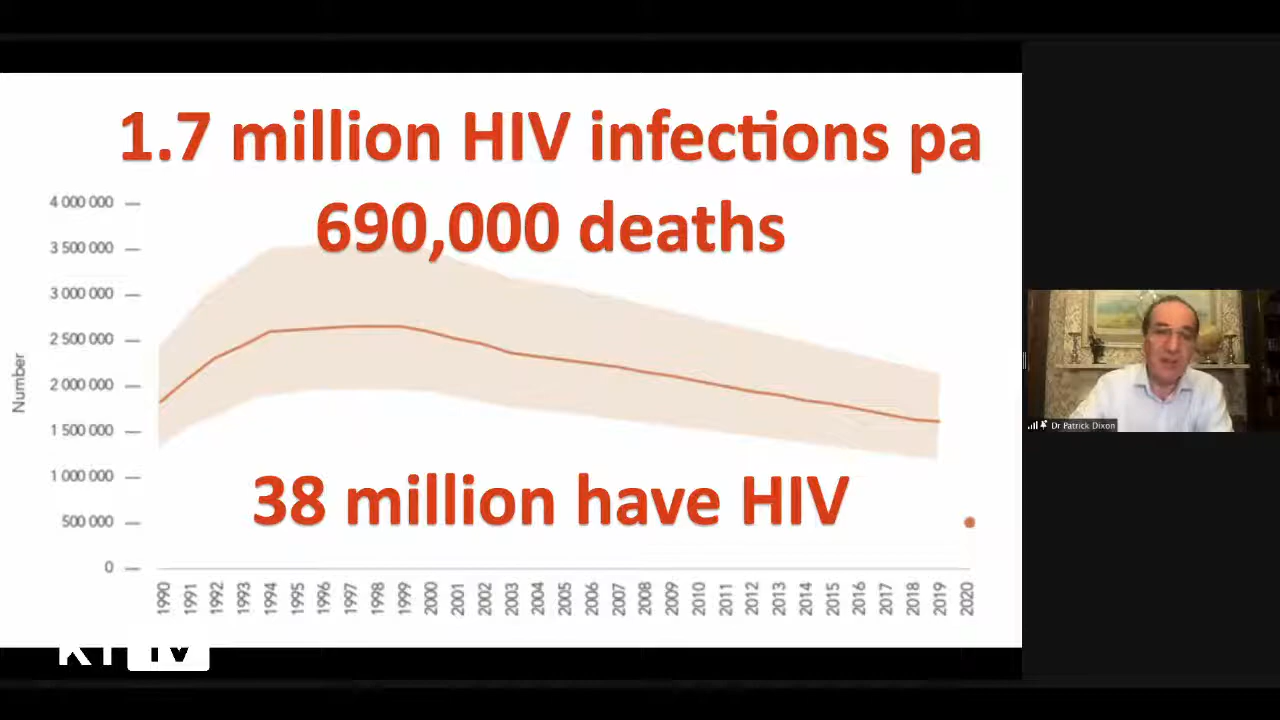 1.7 million HIV infections pa
690,000 deaths
4 000 000
3 500 000
3 000 000
2 500 000
2 000 000
1 500 000
1 000 000
500 000
0
Number
38 million have HIV
1990 1991 1992 1993 1994 1995 1996 1997 1998 1999 2000 2001 2002 2003 2004 2005 2006 2007 2008 2009 2010 2011 2012 2013 2014 2015 2016 2017 2018 2019 2020
Dr Patrick Dixon